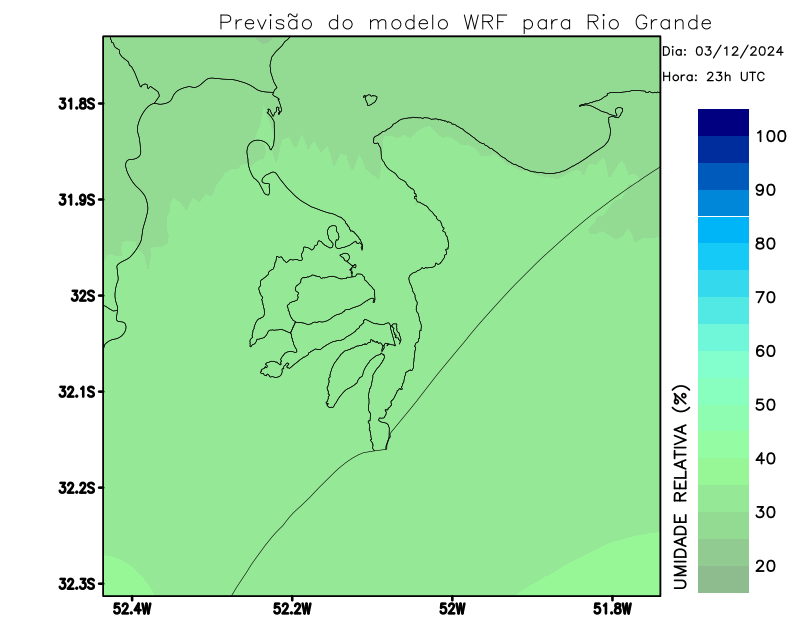 Previsão do modelo WRF para Rio Grande
Dia: 03/12/2024
Hora: 23h UTC
31.8S
31.9S
32S
32.1S
32.2S
32.3S
52.4W 52.2W 52W 51.8W
100
90
80
70
60
50
40
30
20
UMIDADE RELATIVA (%)